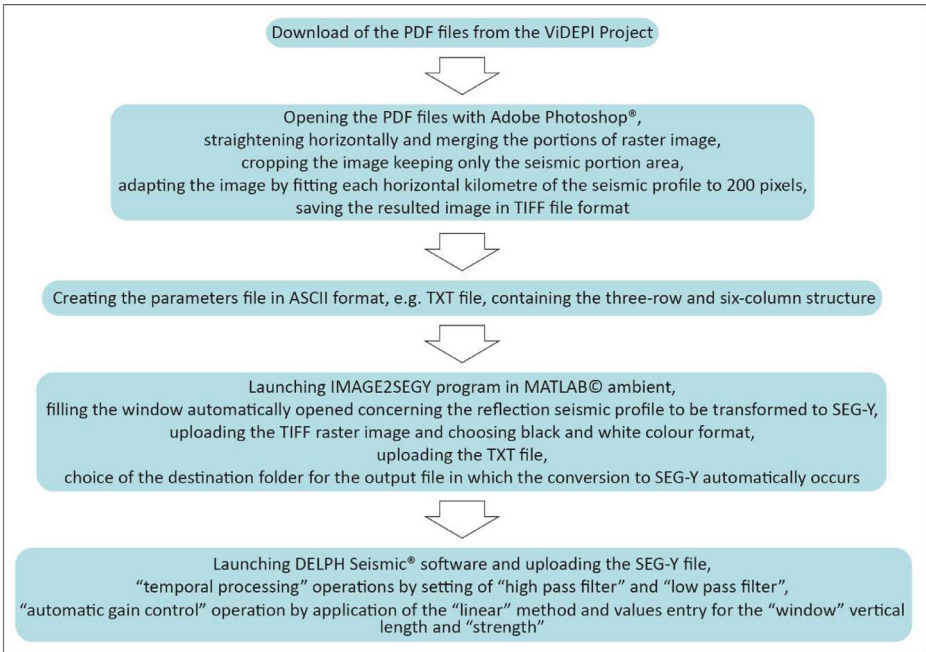 Download of the PDF files from the ViDEPI Project
Opening the PDF files with Adobe Photoshop®,
straightening horizontally and merging the portions of raster image,
cropping the image keeping only the seismic portion area,
adapting the image by fitting each horizontal kilometre of the seismic profile to 200 pixels,
saving the resulted image in TIFF file format
Creating the parameters file in ASCII format, e.g. TXT file, containing the three-row and six-column structure
Launching IMAGE2SEGY program in MATLAB© ambient,
filling the window automatically opened concerning the reflection seismic profile to be transformed to SEG-Y,
uploading the TIFF raster image and choosing black and white colour format,
uploading the TXT file,
choice of the destination folder for the output file in which the conversion to SEG-Y automatically occurs
Launching DELPH Seismic® software and uploading the SEG-Y file,
“temporal processing” operations by setting of “high pass filter” and “low pass filter”,
“automatic gain control” operation by application of the “linear” method and values entry for the “window” vertical
length and “strength”